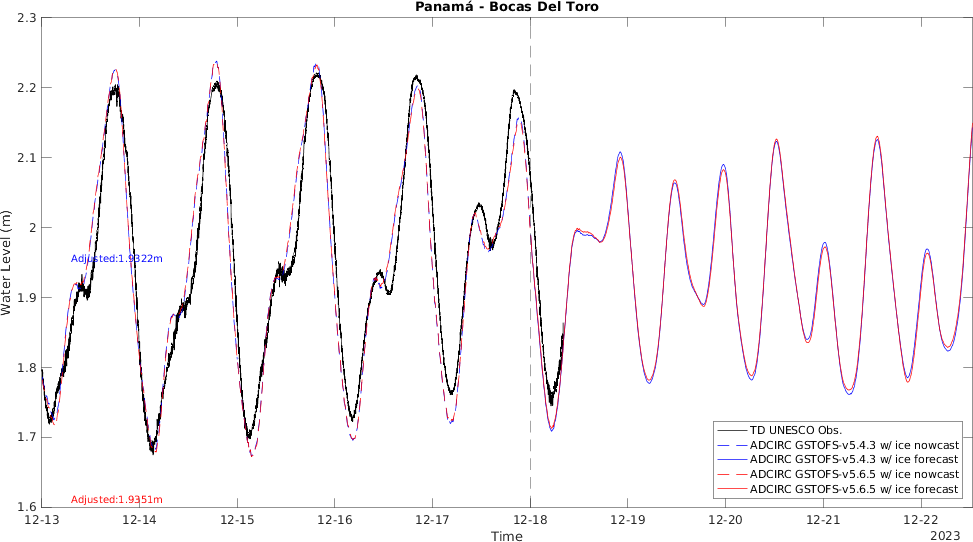 Panamá - Bocas Del Toro
Water Level (m)
2.3
2.2
2.1
2
1.9
1.8
1.7
1.6
Adjusted:1.9322m
Adjusted:1.9351m
TD UNESCO Obs.
ADCIRC GSTOFS-v5.4.3 w/ ice nowcast
ADCIRC GSTOFS-v5.4.3 w/ ice forecast
ADCIRC GSTOFS-v5.6.5 w/ ice nowcast
ADCIRC GSTOFS-v5.6.5 w/ ice forecast
12-13 12-14 12-15 12-16 12-17 12-18 12-19 12-20 12-21 12-22
Time
2023